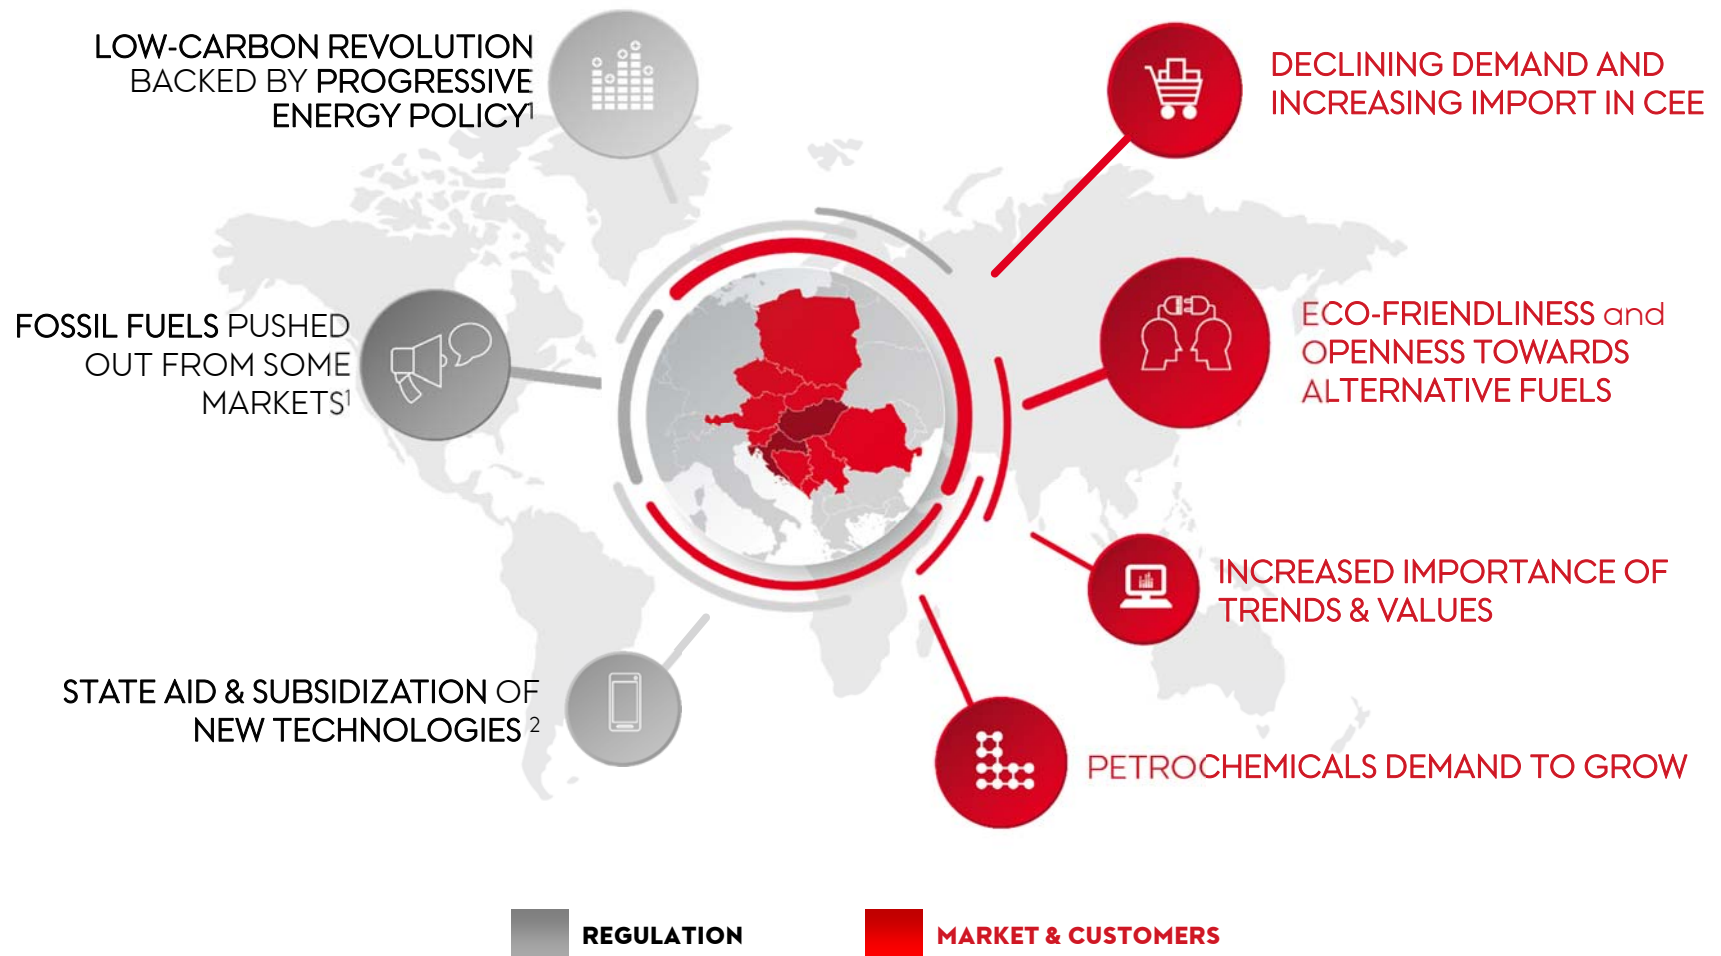 LOW-CARBON REVOLUTION
BACKED BY PROGRESSIVE
ENERGY POLICY¹
FOSSIL FUELS PUSHED
OUT FROM SOME
MARKETS¹
STATE AID & SUBSIDIZATION OF
NEW TECHNOLOGIES ²
DECLINING DEMAND AND
INCREASING IMPORT IN CEE
ECO-FRIENDLINESS and
OPENNESS TOWARDS
ALTERNATIVE FUELS
INCREASED IMPORTANCE OF
TRENDS & VALUES
PETROCHEMICALS DEMAND TO GROW
REGULATION
MARKET & CUSTOMERS